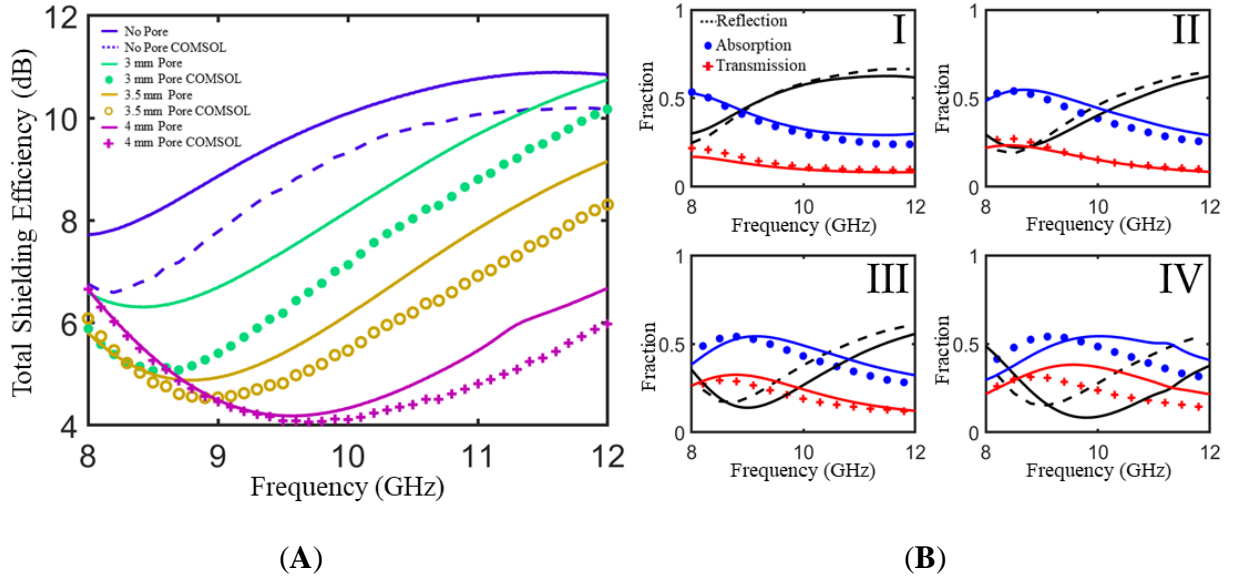 12
10
8
6
4
Total Shielding Efficiency (dB)
No Pore
No Pore COMSOL
3 mm Pore
3 mm Pore COMSOL
3.5 mm Pore
3.5 mm Pore COMSOL
4 mm Pore
4 mm Pore COMSOL
8 9 10 11 12
Frequency (GHz)
(A)
I
Reflection
Absorption
Transmission
1
0.5
0
Fraction
8 10 12
Frequency (GHz)
II
1
0.5
0
Fraction
8 10 12
Frequency (GHz)
III
1
0.5
0
Fraction
8 10 12
Frequency (GHz)
IV
1
0.5
0
Fraction
8 10 12
Frequency (GHz)
(B)